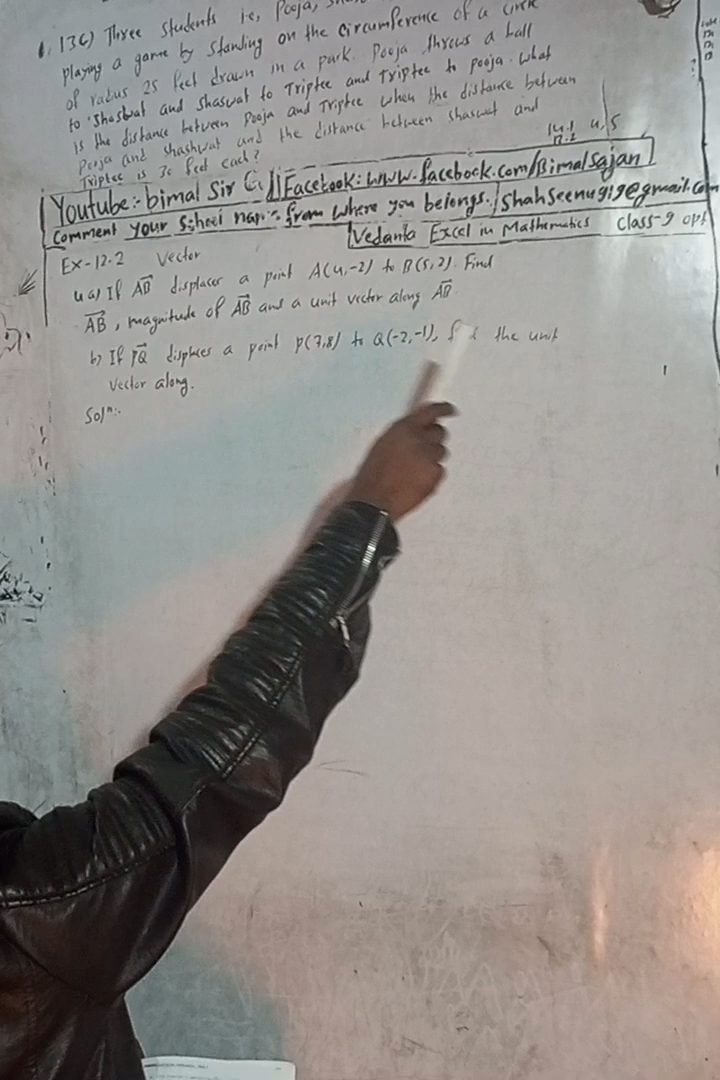 13c) Three students ie, Pooja,
playing a game by standing on the circumference of a circle
of radius 25 feet drawn in a park. Pooja throws a ball
to Shashwat and Shaswat to Triptee and Triptee to pooja. what
is the distance between Pooja and Triptee when the distance between
Pooja and Shashwat and the distance between shaswat and
Triptee is 30 feet each?
Youtube:- bimal Sir Facebook: www.facebook.com/Bimalsajan
Comment your School name from where you belongs. shahseenu919@gmail.com
Vedanta Excel in Mathematics Class-9 opt
Ex-12.2 Vector
4 a) If AB displaces a point A(4,-2) to B(5,2). Find
AB, magnitude of AB and a unit vector along AB.
b) If PQ displaces a point P(7,8) to Q(-2,-1), the unit
vector along.
Solⁿ:-